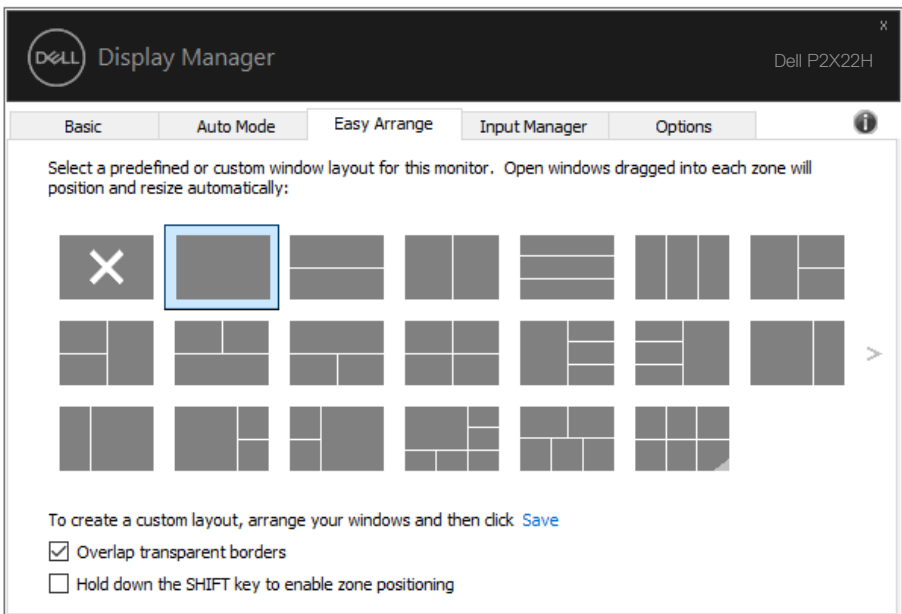 x
DELL Display Manager
Dell P2X22H
Basic Auto Mode Easy Arrange Input Manager Options
Select a predefined or custom window layout for this monitor. Open windows dragged into each zone will
position and resize automatically:
>
To create a custom layout, arrange your windows and then click Save
Overlap transparent borders
Hold down the SHIFT key to enable zone positioning